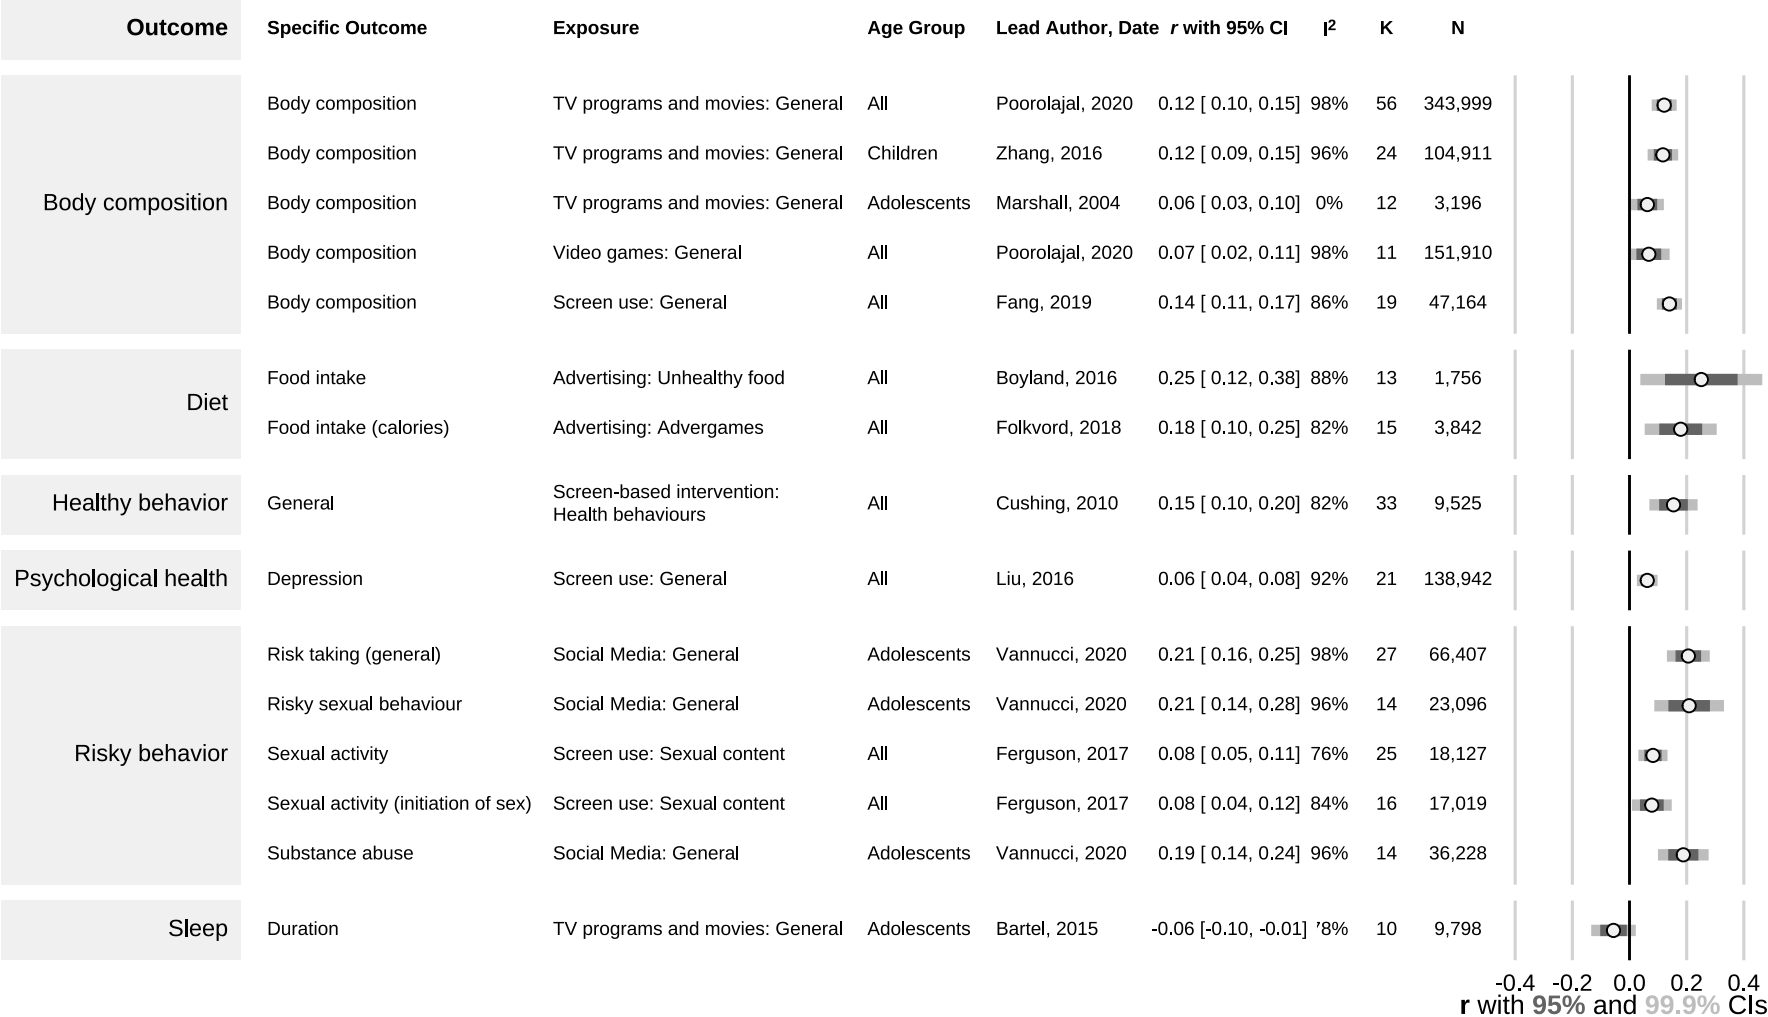 Outcome Specific Outcome Exposure Age Group Lead Author, Date r with 95% CI I² K N
Body composition
Body composition TV programs and movies: General All Poorolajal, 2020 0.12 [ 0.10, 0.15] 98% 56 343,999
Body composition TV programs and movies: General Children Zhang, 2016 0.12 [ 0.09, 0.15] 96% 24 104,911
Body composition TV programs and movies: General Adolescents Marshall, 2004 0.06 [ 0.03, 0.10] 0% 12 3,196
Body composition Video games: General All Poorolajal, 2020 0.07 [ 0.02, 0.11] 98% 11 151,910
Body composition Screen use: General All Fang, 2019 0.14 [ 0.11, 0.17] 86% 19 47,164
Diet
Food intake Advertising: Unhealthy food All Boyland, 2016 0.25 [ 0.12, 0.38] 88% 13 1,756
Food intake (calories) Advertising: Advergames All Folkvord, 2018 0.18 [ 0.10, 0.25] 82% 15 3,842
Healthy behavior
General Screen-based intervention: All Cushing, 2010 0.15 [ 0.10, 0.20] 82% 33 9,525
Health behaviours
Psychological health
Depression Screen use: General All Liu, 2016 0.06 [ 0.04, 0.08] 92% 21 138,942
Risky behavior
Risk taking (general) Social Media: General Adolescents Vannucci, 2020 0.21 [ 0.16, 0.25] 98% 27 66,407
Risky sexual behaviour Social Media: General Adolescents Vannucci, 2020 0.21 [ 0.14, 0.28] 96% 14 23,096
Sexual activity Screen use: Sexual content All Ferguson, 2017 0.08 [ 0.05, 0.11] 76% 25 18,127
Sexual activity (initiation of sex) Screen use: Sexual content All Ferguson, 2017 0.08 [ 0.04, 0.12] 84% 16 17,019
Substance abuse Social Media: General Adolescents Vannucci, 2020 0.19 [ 0.14, 0.24] 96% 14 36,228
Sleep
Duration TV programs and movies: General Adolescents Bartel, 2015 -0.06 [-0.10, -0.01] 78% 10 9,798
-0.4 -0.2 0.0 0.2 0.4
r with 95% and 99.9% CIs